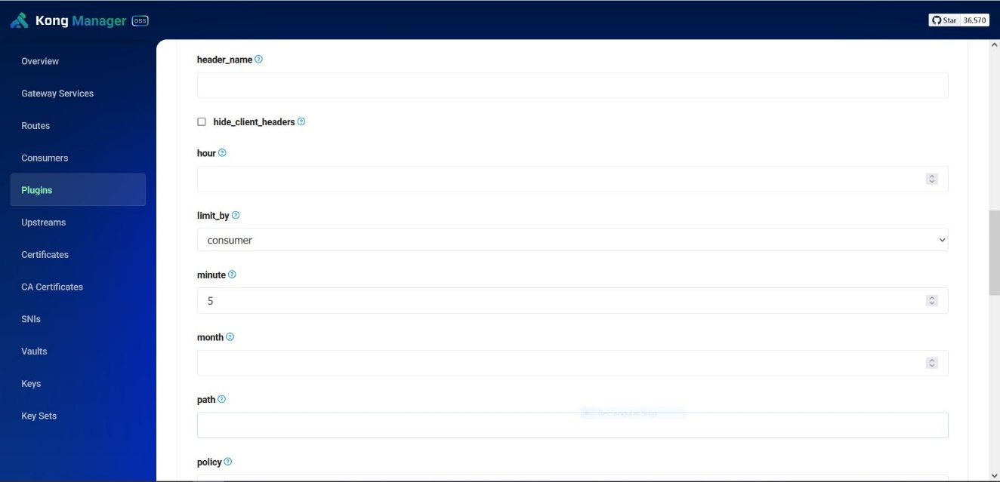 Kong Manager OSS
Star 36,570
Overview
Gateway Services
Routes
Consumers
Plugins
Upstreams
Certificates
CA Certificates
SNIs
Vaults
Keys
Key Sets
header_name
hide_client_headers
hour
limit_by
consumer
minute
5
month
path
Rectangular Snip
policy